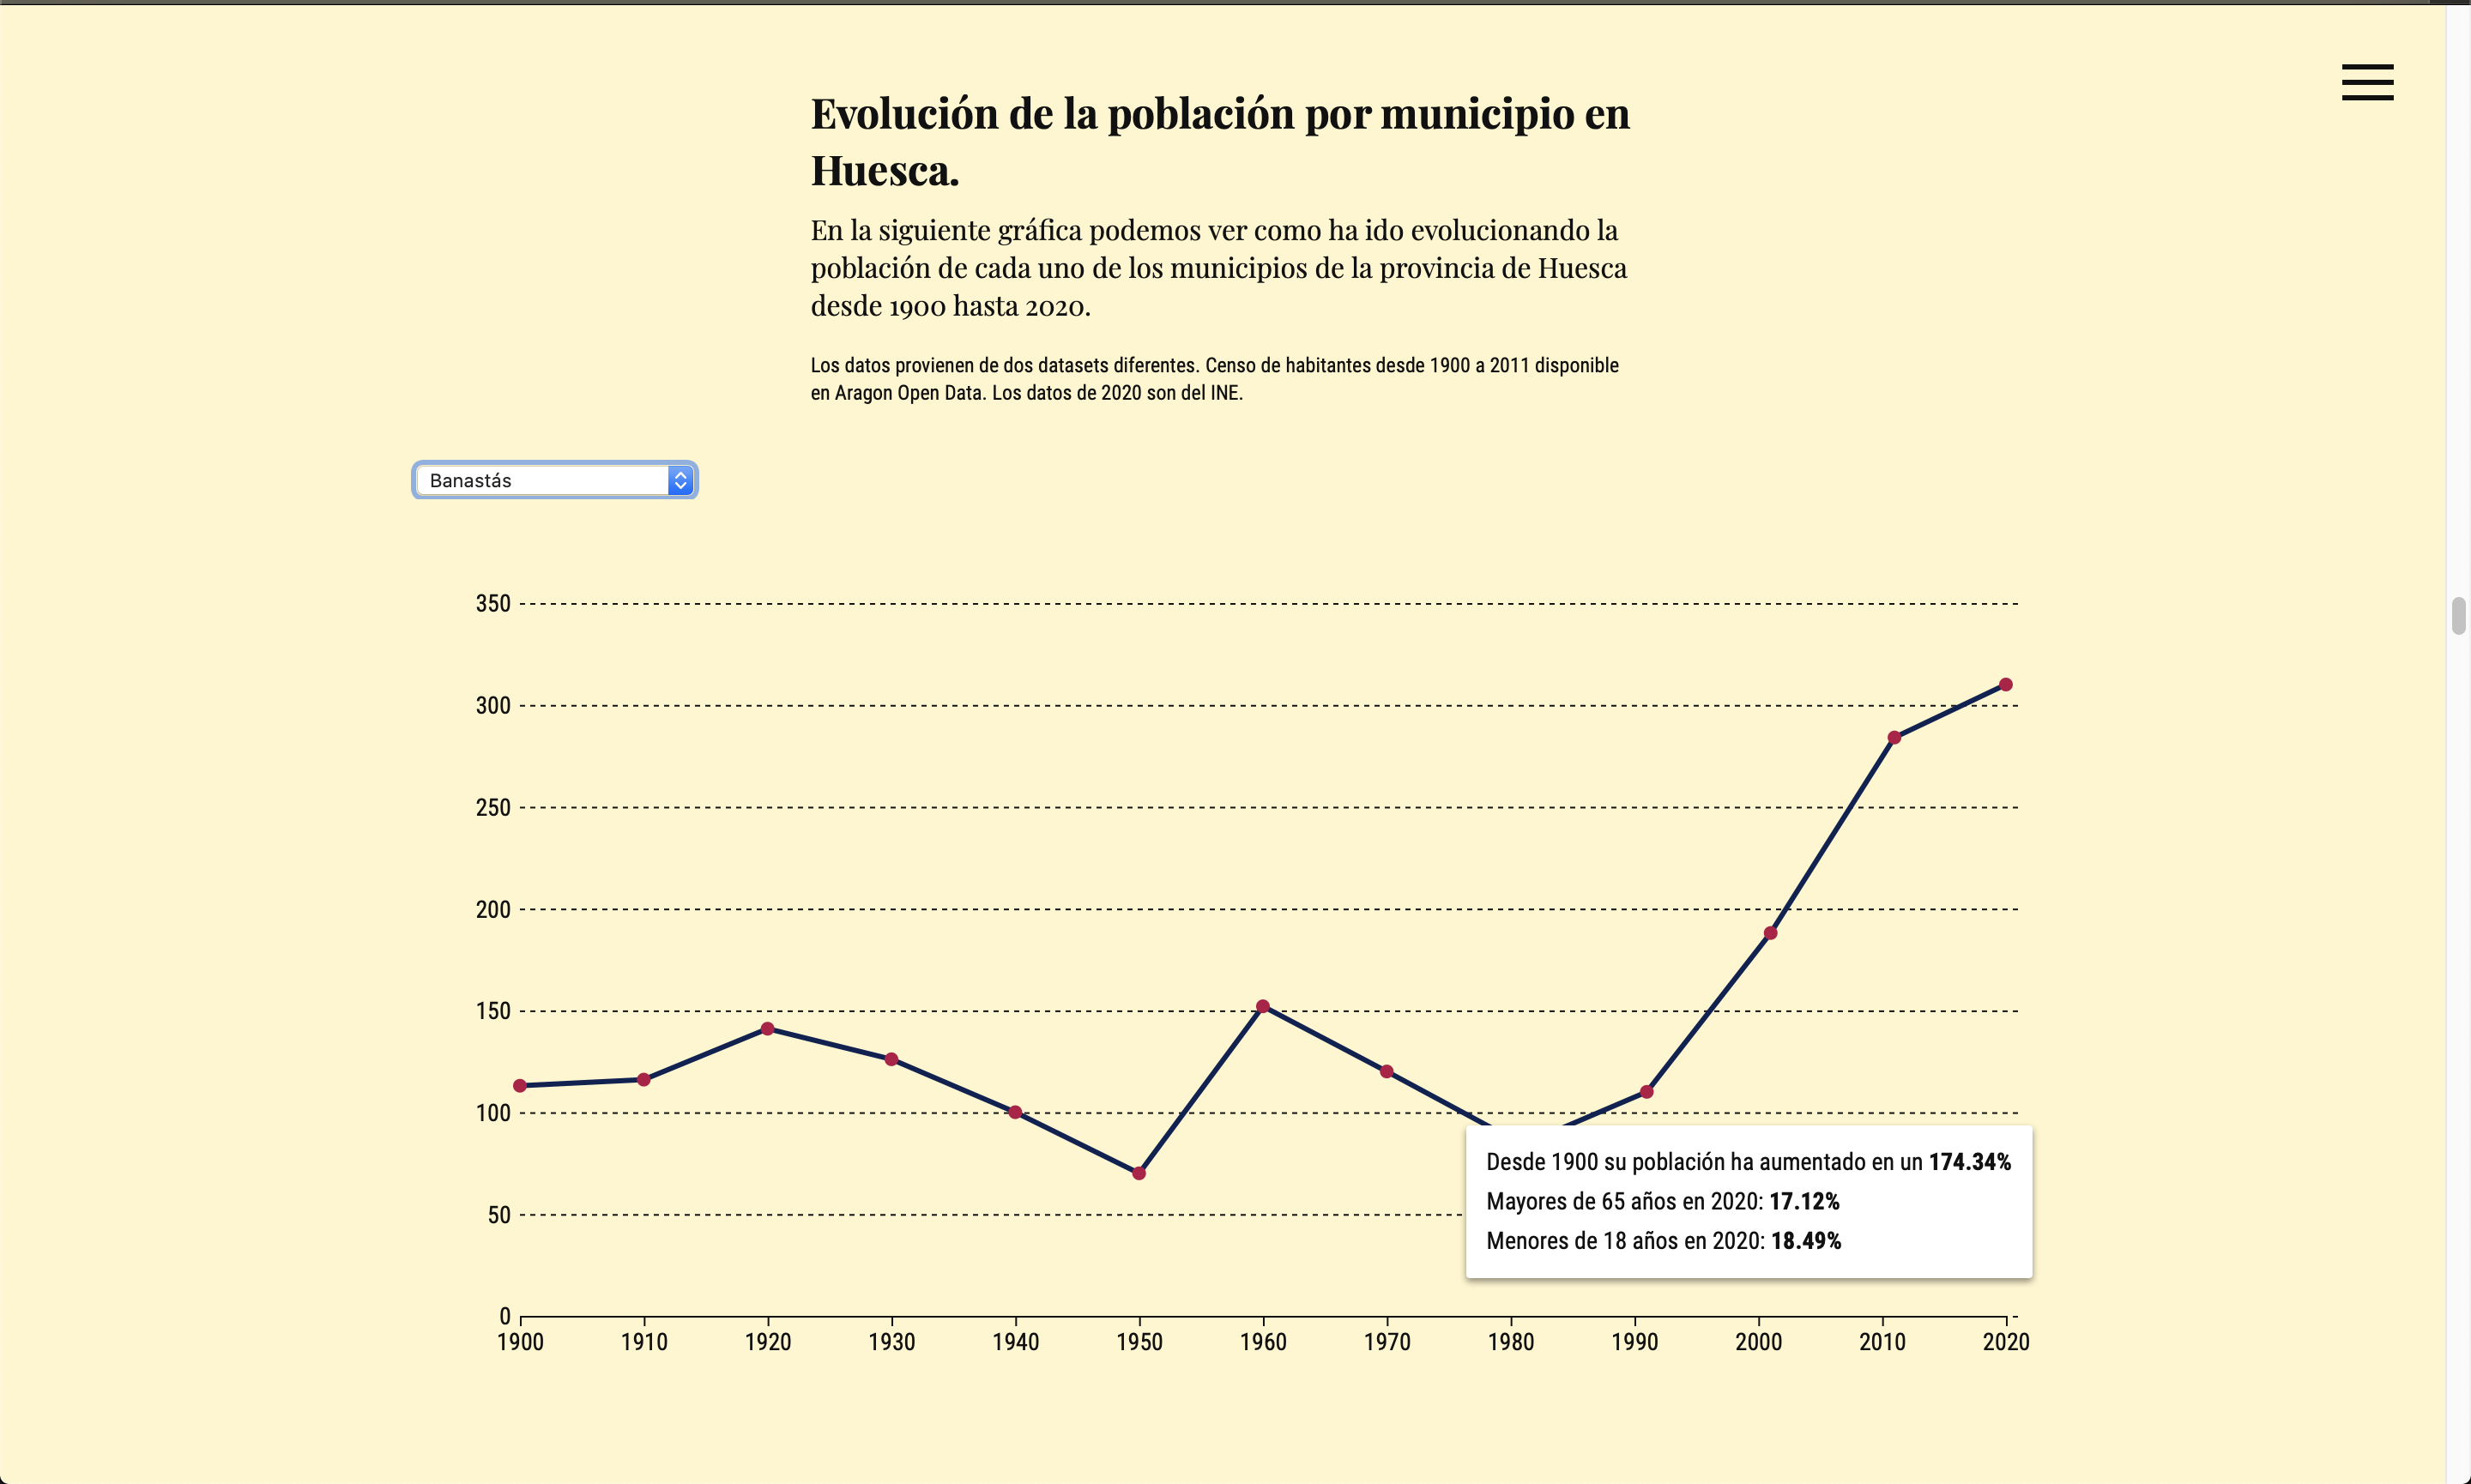 Evolución de la población por municipio en
Huesca.
En la siguiente gráfica podemos ver como ha ido evolucionando la
población de cada uno de los municipios de la provincia de Huesca
desde 1900 hasta 2020.
Los datos provienen de dos datasets diferentes. Censo de habitantes desde 1900 a 2011 disponible
en Aragon Open Data. Los datos de 2020 son del INE.
Banastás
350
300
250
200
150
100
50
0
Desde 1900 su población ha aumentado en un 174.34%
Mayores de 65 años en 2020: 17.12%
Menores de 18 años en 2020: 18.49%
1900 1910 1920 1930 1940 1950 1960 1970 1980 1990 2000 2010 2020